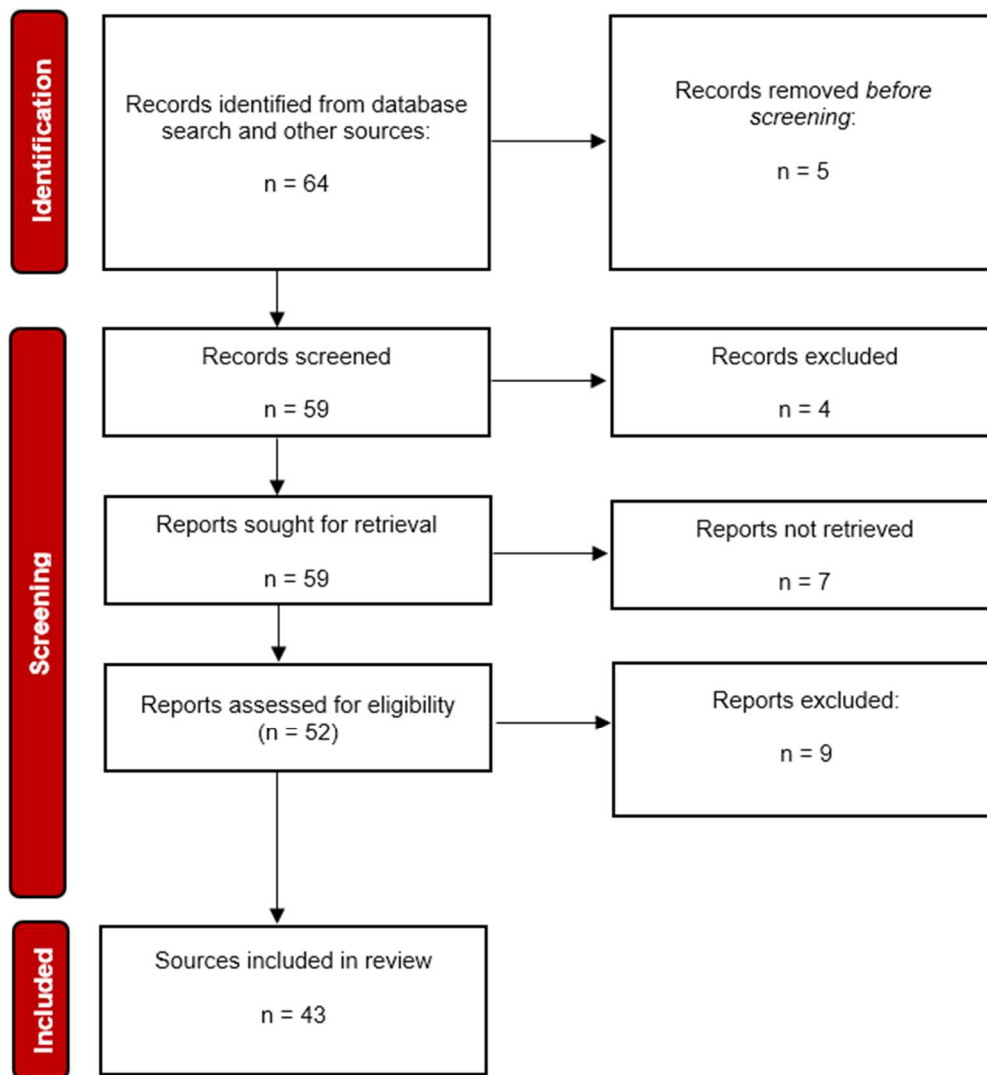 Identification
Records identified from database
search and other sources:
n = 64
Records removed before
screening:
n = 5
Screening
Records screened
n = 59
Records excluded
n = 4
Reports sought for retrieval
n = 59
Reports not retrieved
n = 7
Reports assessed for eligibility
(n = 52)
Reports excluded:
n = 9
Included
Sources included in review
n = 43